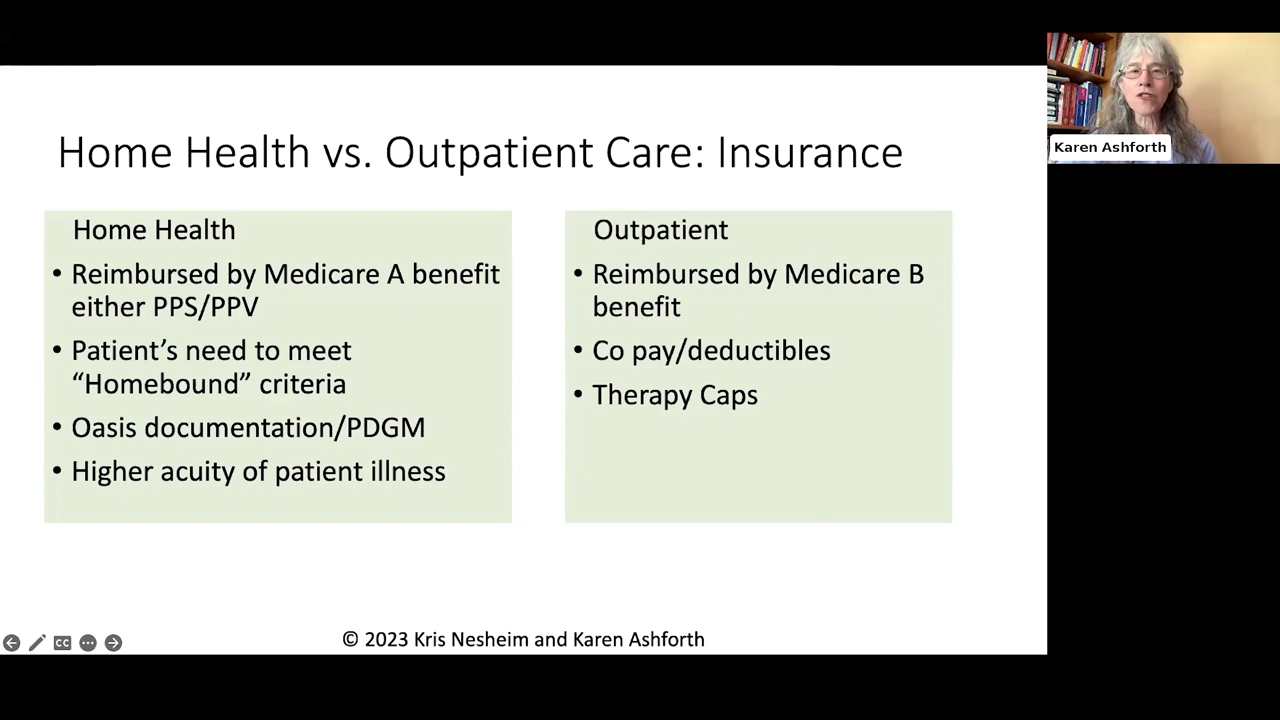 Home Health vs. Outpatient Care: Insurance
Home Health
• Reimbursed by Medicare A benefit
either PPS/PPV
• Patient’s need to meet
“Homebound” criteria
• Oasis documentation/PDGM
• Higher acuity of patient illness
Outpatient
• Reimbursed by Medicare B
benefit
• Co pay/deductibles
• Therapy Caps
© 2023 Kris Nesheim and Karen Ashforth
CC
Karen Ashforth